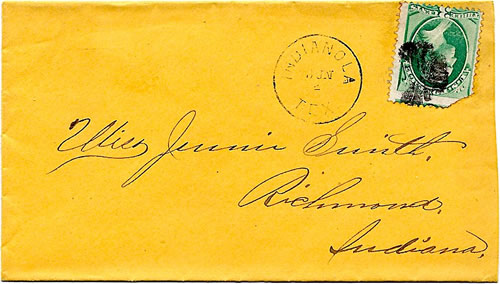 INDIANOLA
JUN
TEX
Miss Jennie Smith.
Richmond.
Indiana.